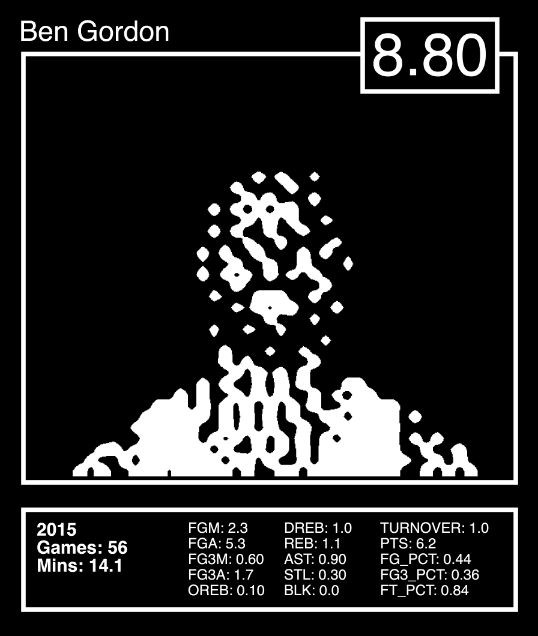 Ben Gordon
8.80
2015
Games: 56
Mins: 14.1
FGM: 2.3
FGA: 5.3
FG3M: 0.60
FG3A: 1.7
OREB: 0.10
DREB: 1.0
REB: 1.1
AST: 0.90
STL: 0.30
BLK: 0.0
TURNOVER: 1.0
PTS: 6.2
FG_PCT: 0.44
FG3_PCT: 0.36
FT_PCT: 0.84